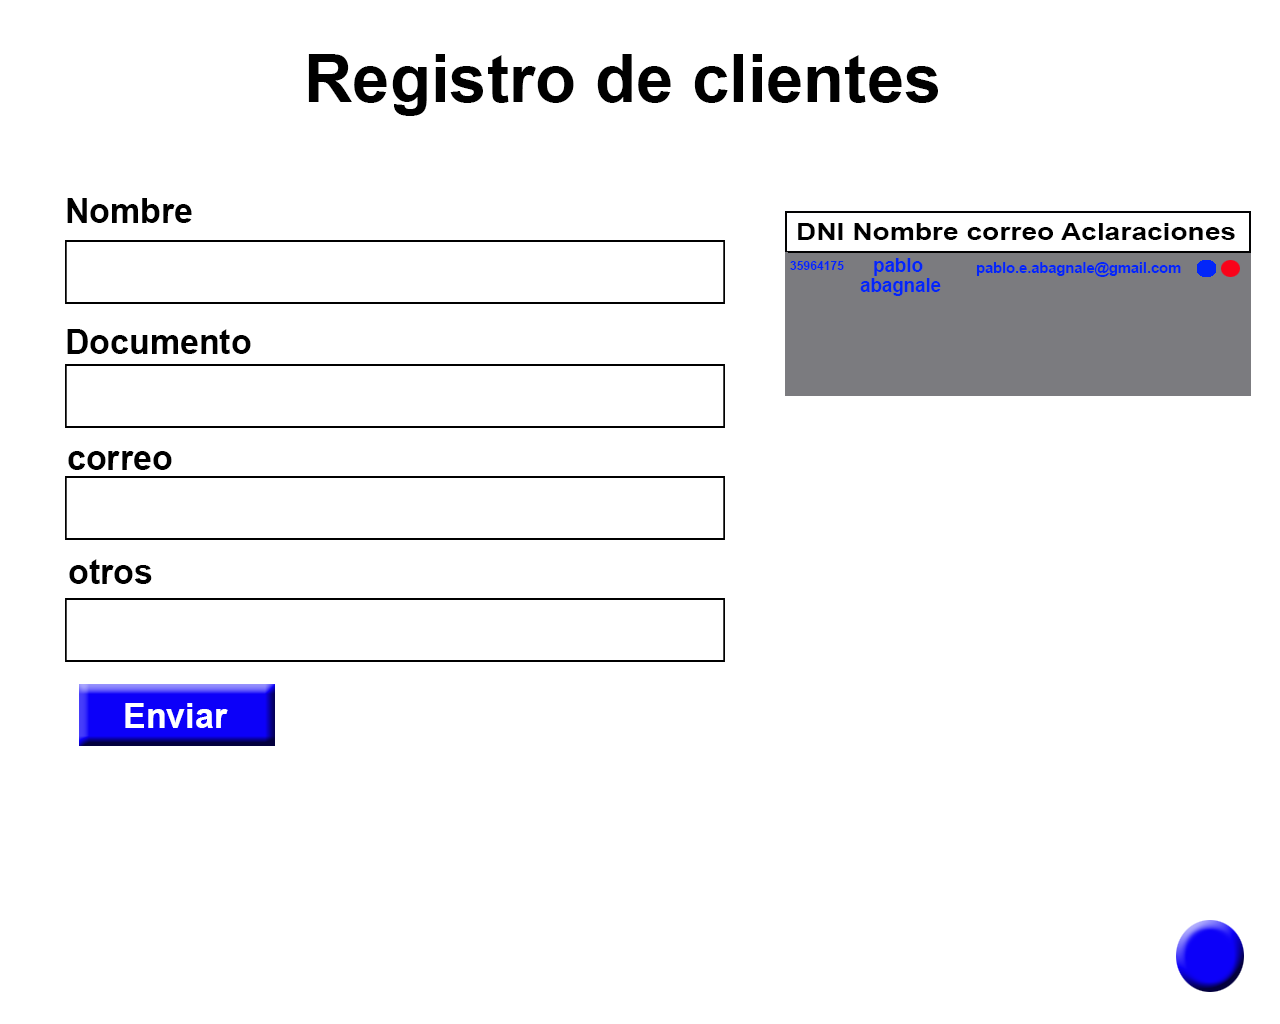 Registro de clientes
Nombre
Documento
correo
otros
Enviar
DNI Nombre correo Aclaraciones
35964175 pablo abagnale pablo.e.abagnale@gmail.com